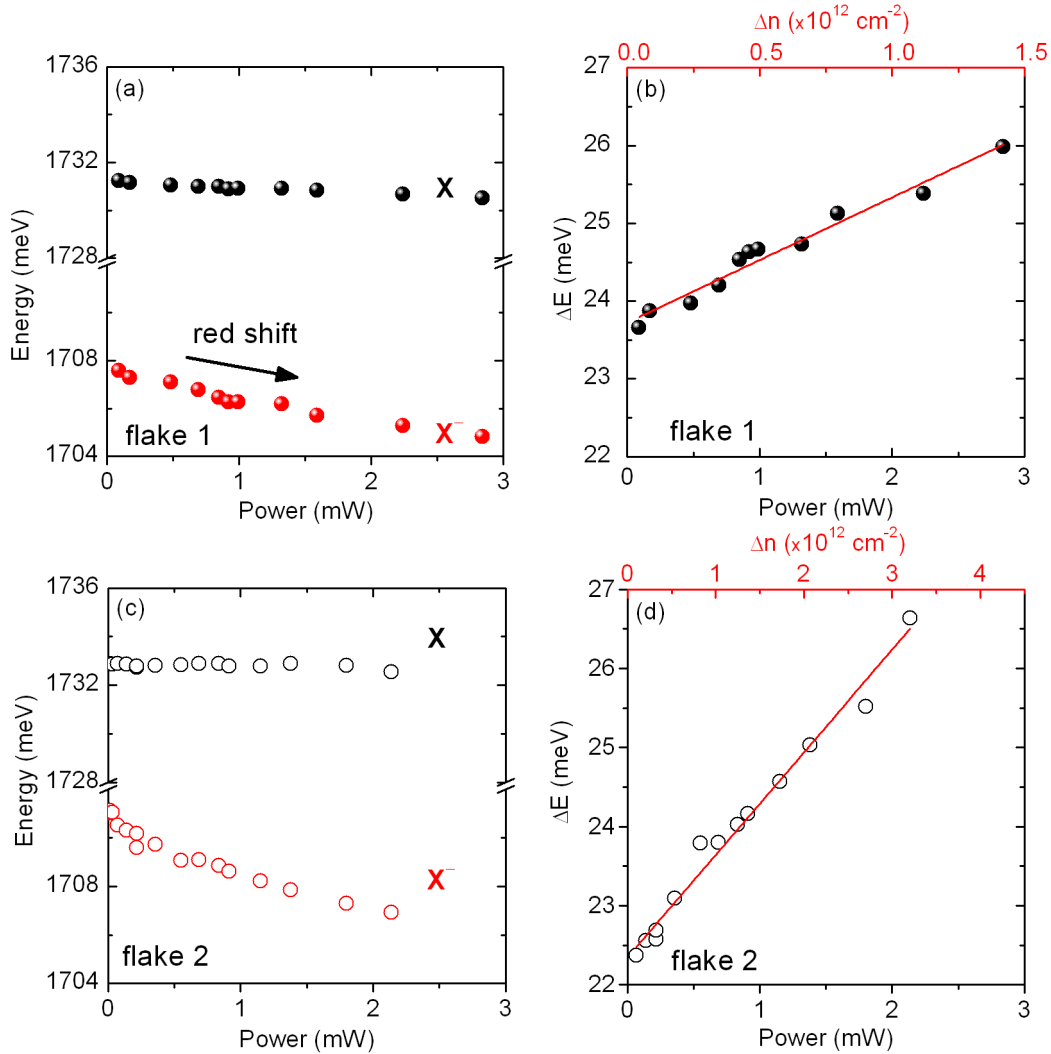 (a)
1736
1732
1728
1708
1704
Energy (meV)
X
red shift
X⁻
flake 1
0 1 2 3
Power (mW)
Δn (x10¹² cm⁻²)
0.0 0.5 1.0 1.5
(b)
27
26
25
24
23
22
ΔE (meV)
flake 1
0 1 2 3
Power (mW)
(c)
1736
1732
1728
1708
1704
Energy (meV)
X
X⁻
flake 2
0 1 2 3
Power (mW)
Δn (x10¹² cm⁻²)
0 1 2 3 4
(d)
27
26
25
24
23
22
ΔE (meV)
flake 2
0 1 2 3
Power (mW)